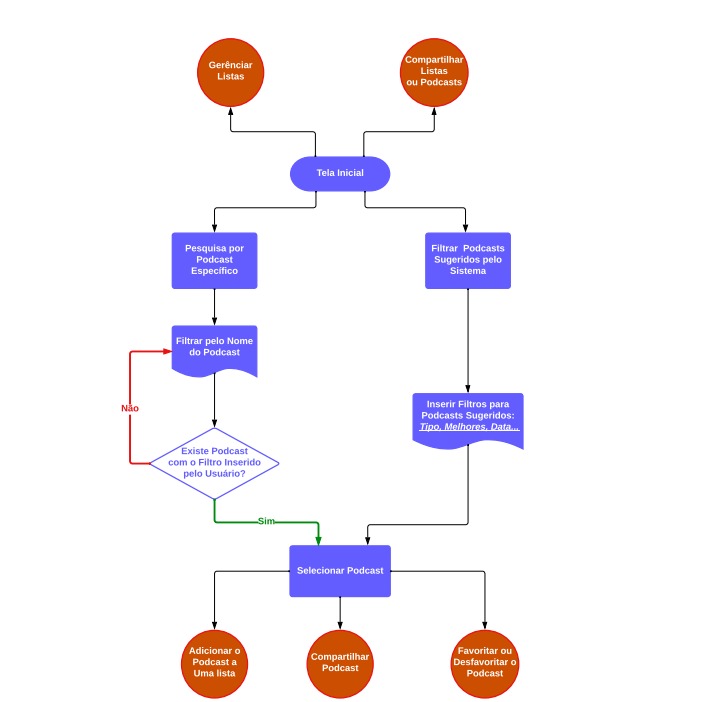 Gerênciar
Listas
Compartilhar
Listas
ou Podcasts
Tela Inicial
Pesquisa por
Podcast
Específico
Filtrar Podcasts
Sugeridos pelo
Sistema
Filtrar pelo Nome
do Podcast
Não
Inserir Filtros para
Podcasts Sugeridos:
Tipo, Melhores, Data...
Existe Podcast
com o Filtro Inserido
pelo Usuário?
Sim
Selecionar Podcast
Adicionar o
Podcast a
Uma lista
Compartilhar
Podcast
Favoritar ou
Desfavoritar o
Podcast